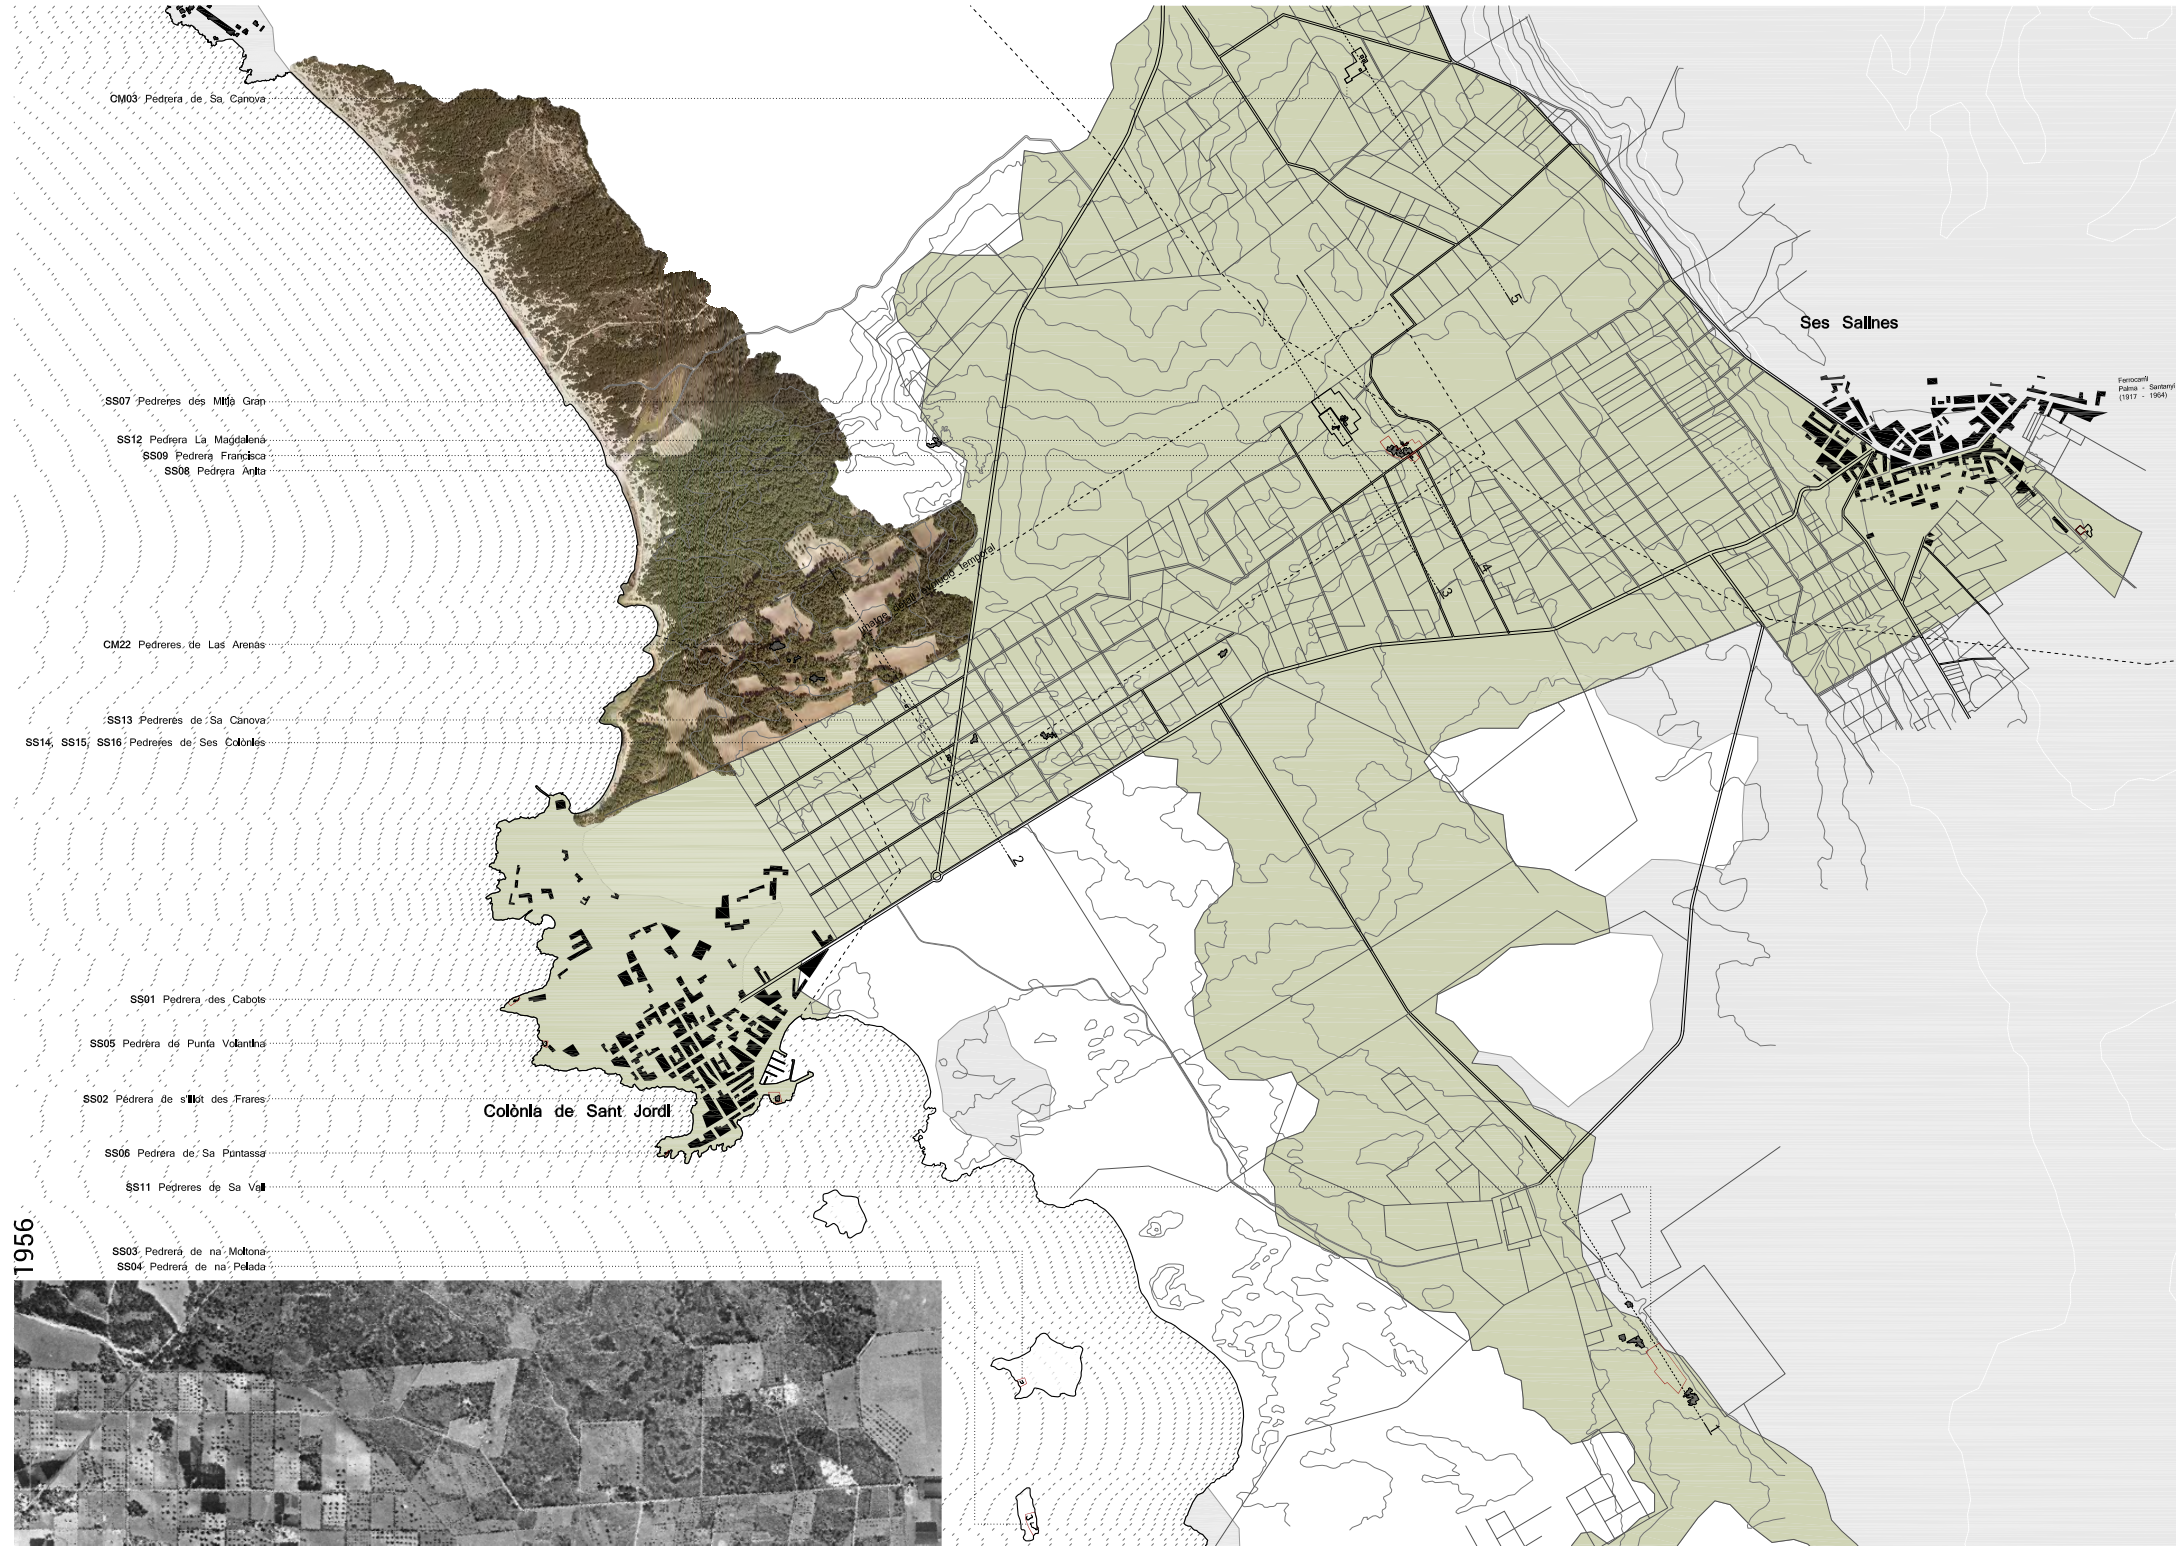 CM03 Pedrera de Sa Canova
Ses Salines
Ferrocarril
Palma - Santanyí
(1917 - 1964)
SS07 Pedreres des Mitjà Gran
SS12 Pedrera La Magdalena
SS09 Pedrera Francisca
SS08 Pedrera Anita
5
4
3
imatge
evolució temporal
CM22 Pedreres de Las Arenas
SS13 Pedreres de Sa Canova
SS14, SS15, SS16 Pedreres de Ses Colònies
2
SS01 Pedrera des Cabots
SS05 Pedrera de Punta Volantina
SS02 Pedrera de s'illot des Frares
Colònia de Sant Jordi
SS06 Pedrera de Sa Puntassa
SS11 Pedreres de Sa Vall
SS03 Pedrera de na Moltona
SS04 Pedrera de na Pelada
1956
1